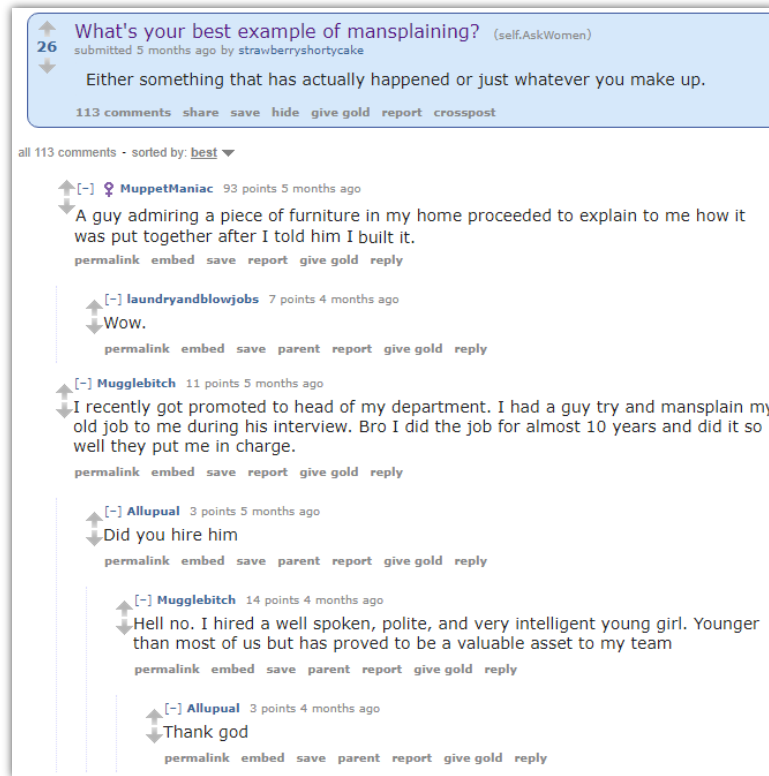 What's your best example of mansplaining? (self.AskWomen)
26
submitted 5 months ago by strawberryshortycake
Either something that has actually happened or just whatever you make up.
113 comments share save hide give gold report crosspost
all 113 comments - sorted by: best
[–] MuppetManiac 93 points 5 months ago
A guy admiring a piece of furniture in my home proceeded to explain to me how it
was put together after I told him I built it.
permalink embed save report give gold reply
[–] laundryandblowjobs 7 points 4 months ago
Wow.
permalink embed save parent report give gold reply
[–] Mugglebitch 11 points 5 months ago
I recently got promoted to head of my department. I had a guy try and mansplain my
old job to me during his interview. Bro I did the job for almost 10 years and did it so
well they put me in charge.
permalink embed save report give gold reply
[–] Allupual 3 points 5 months ago
Did you hire him
permalink embed save parent report give gold reply
[–] Mugglebitch 14 points 4 months ago
Hell no. I hired a well spoken, polite, and very intelligent young girl. Younger
than most of us but has proved to be a valuable asset to my team
permalink embed save parent report give gold reply
[–] Allupual 3 points 4 months ago
Thank god
permalink embed save parent report give gold reply